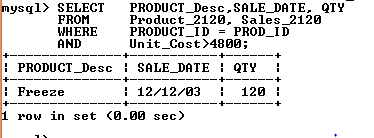 mysql> SELECT PRODUCT_Desc,SALE_DATE, QTY
FROM Product_2120, Sales_2120
WHERE PRODUCT_ID = PROD_ID
AND Unit_Cost>4800;
+--------------+-----------+------+
| PRODUCT_Desc | SALE_DATE | QTY |
+--------------+-----------+------+
| Freeze | 12/12/03 | 120 |
+--------------+-----------+------+
1 row in set (0.00 sec)